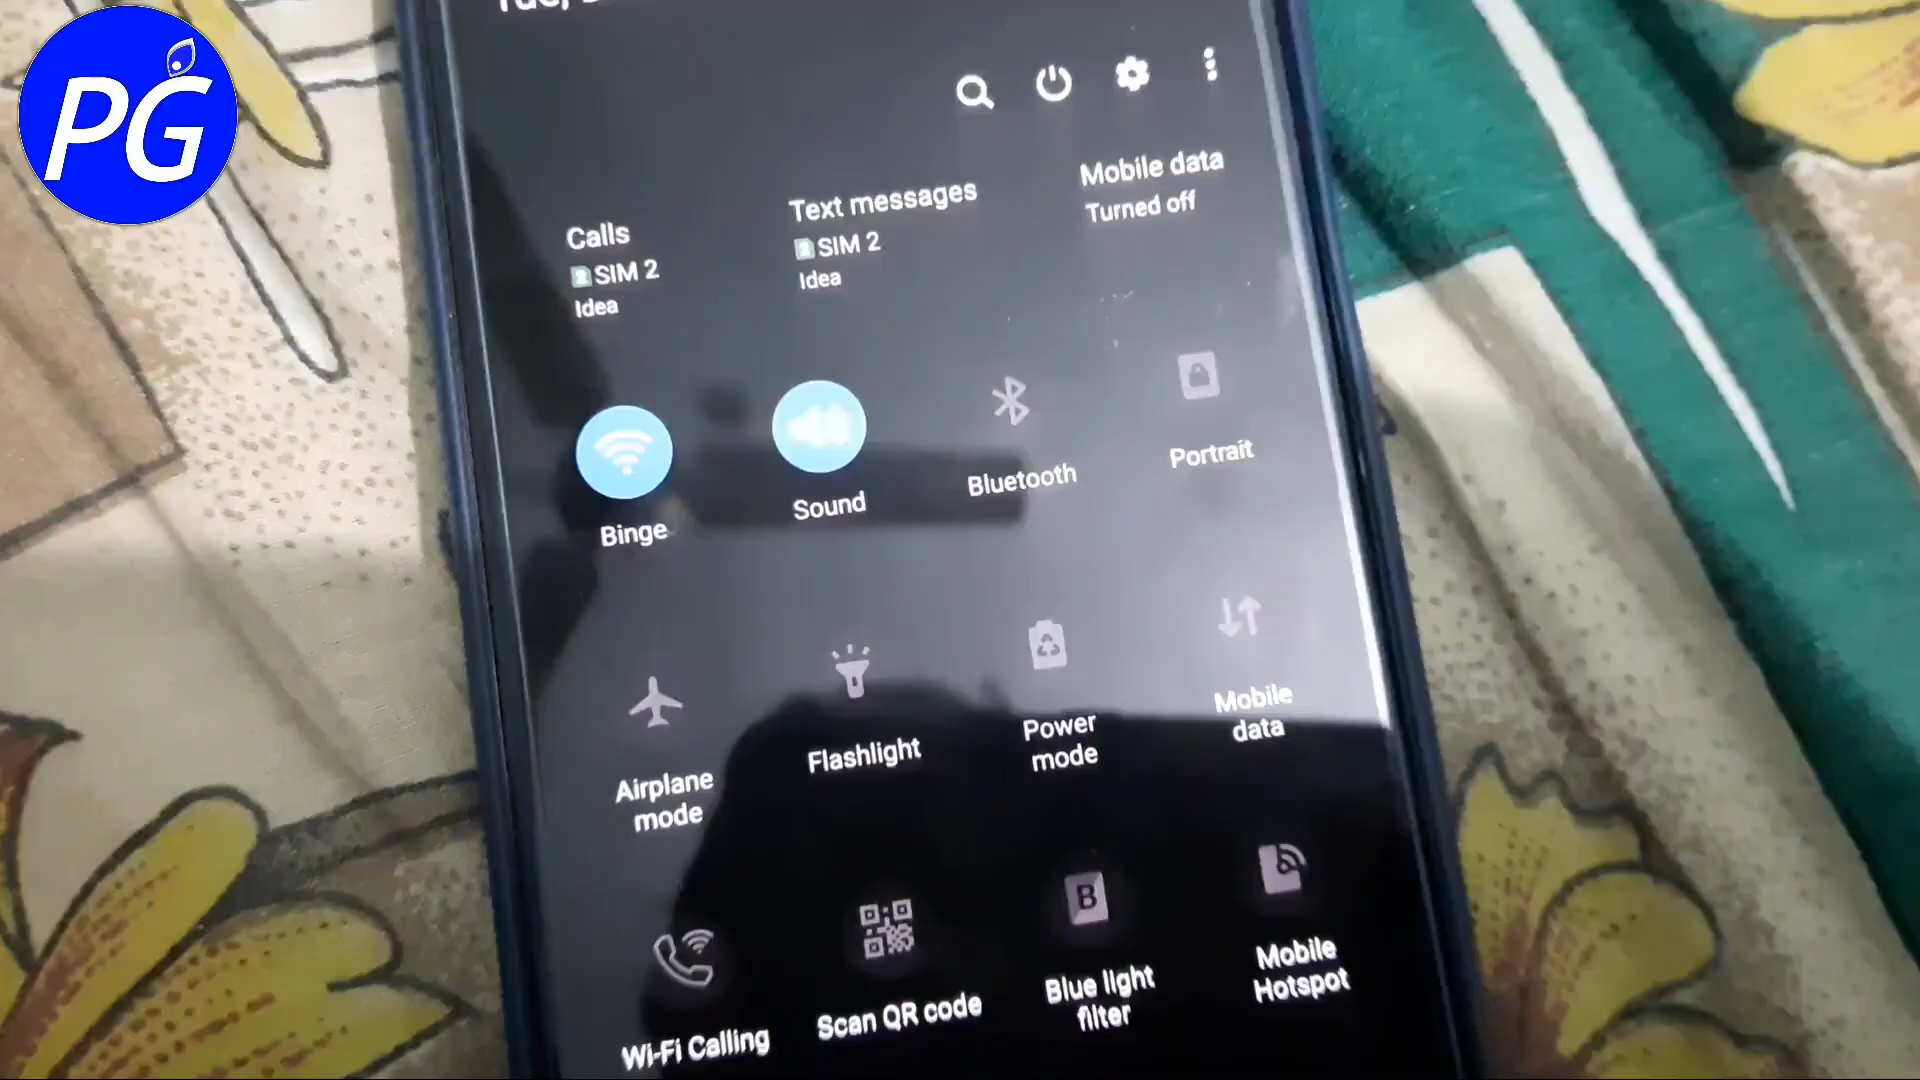 PG
Tue,
Mobile data
Turned off
Text messages
SIM 2
Idea
Calls
SIM 2
Idea
Binge
Sound
Bluetooth
Portrait
Airplane
mode
Flashlight
Power
mode
Mobile
data
Wi-Fi Calling
Scan QR code
B
Blue light
filter
Mobile
Hotspot